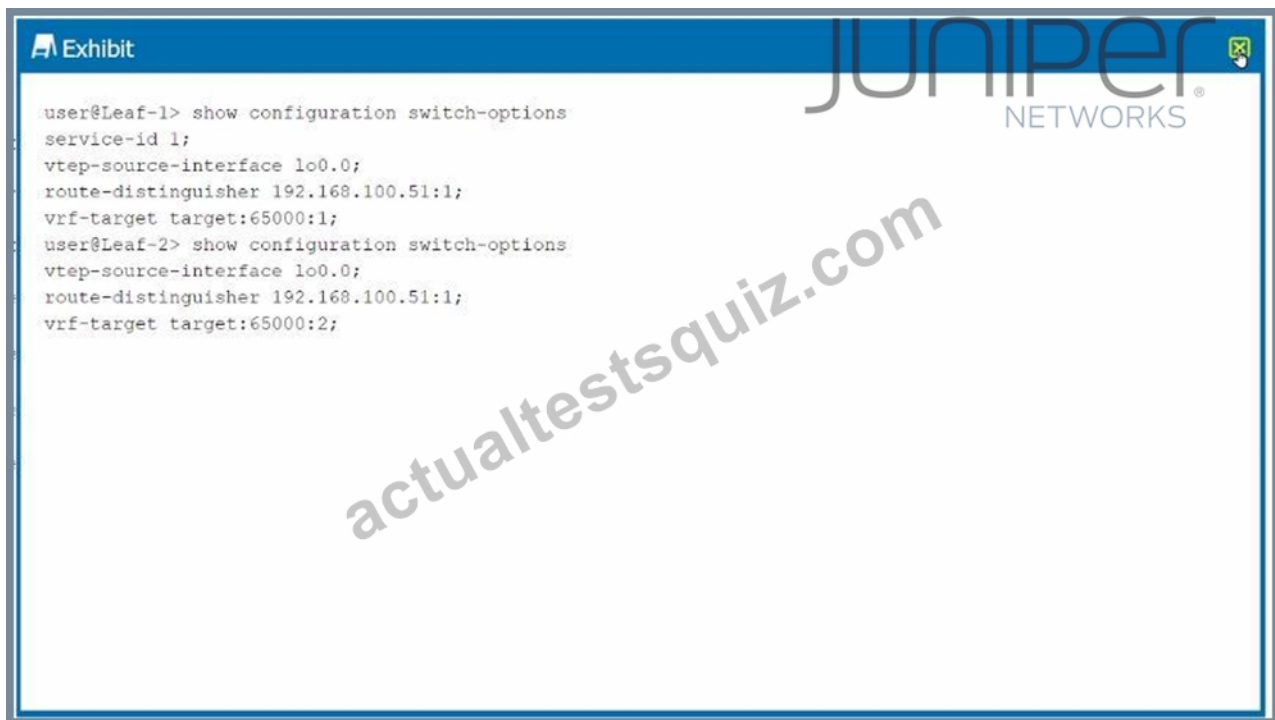 Exhibit
JUNIPER
NETWORKS
user@Leaf-1> show configuration switch-options
service-id 1;
vtep-source-interface lo0.0;
route-distinguisher 192.168.100.51:1;
vrf-target target:65000:1;
user@Leaf-2> show configuration switch-options
vtep-source-interface lo0.0;
route-distinguisher 192.168.100.51:1;
vrf-target target:65000:2;
actualtestsquiz.com